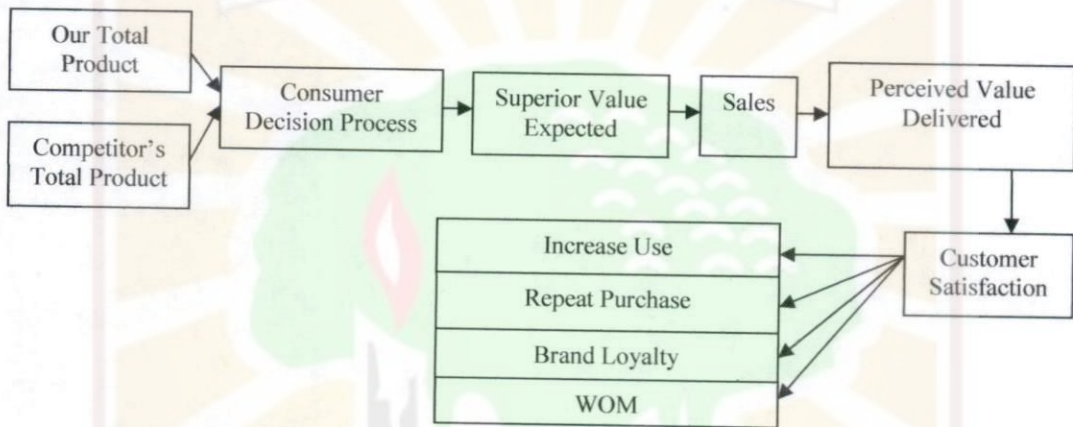 Our Total
Product
Competitor's
Total Product
Consumer
Decision Process
Superior Value
Expected
Sales
Perceived Value
Delivered
Customer
Satisfaction
Increase Use
Repeat Purchase
Brand Loyalty
WOM